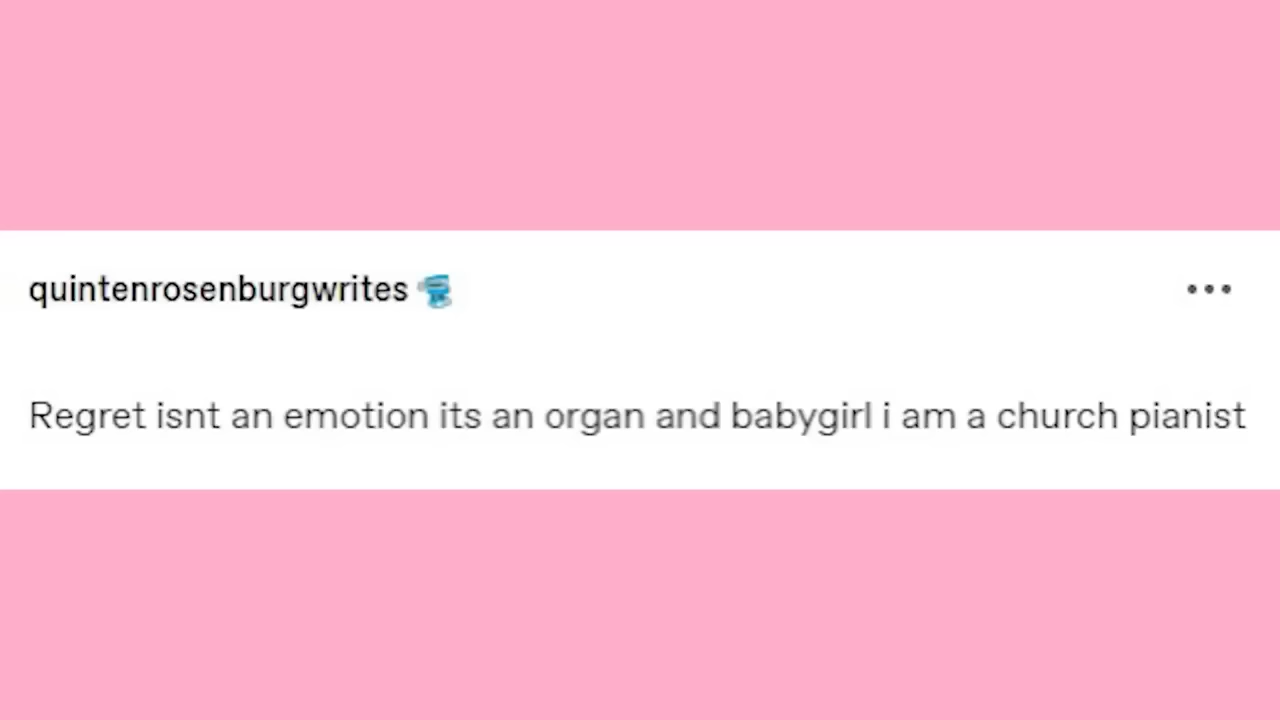 quintenrosenburgwrites
Regret isnt an emotion its an organ and babygirl i am a church pianist